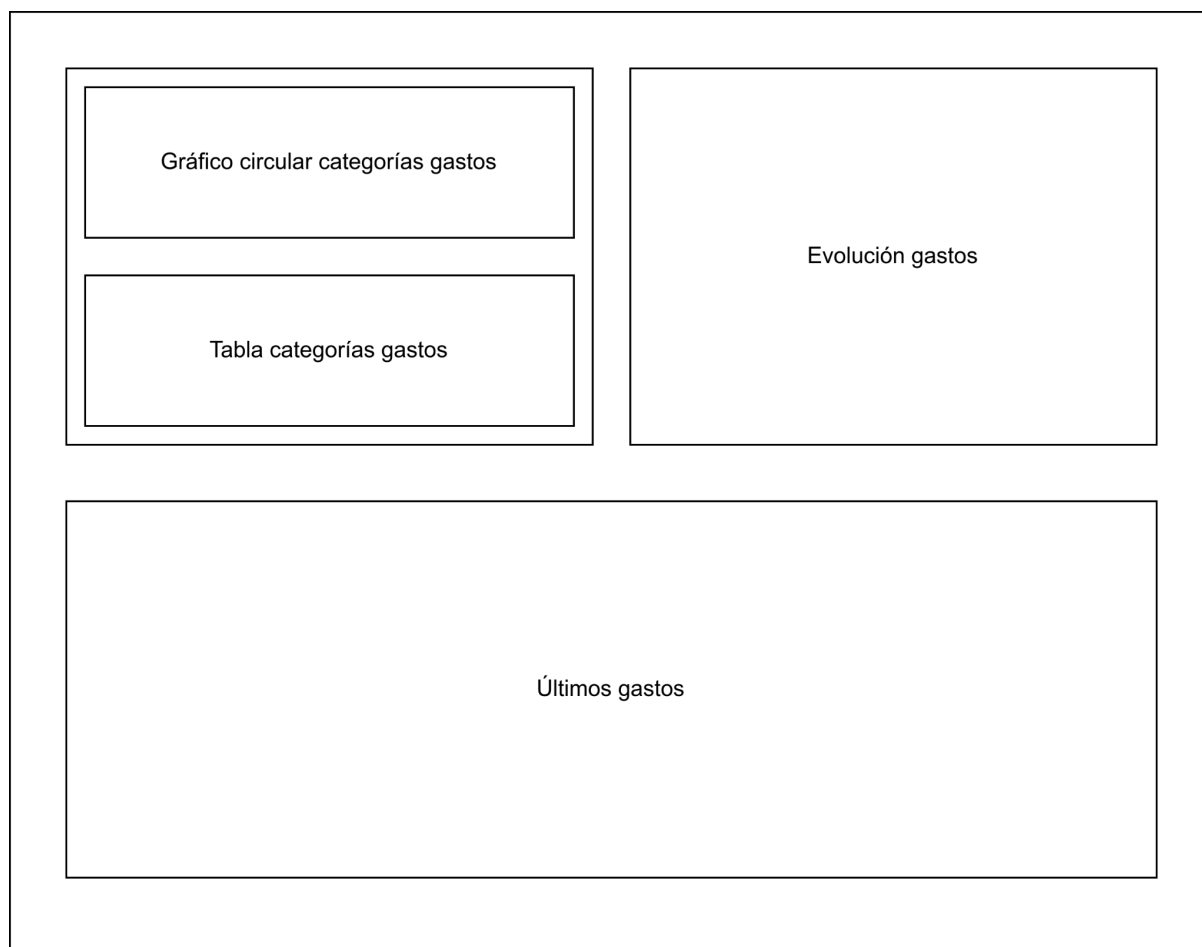 Gráfico circular categorías gastos
Tabla categorías gastos
Evolución gastos
Últimos gastos